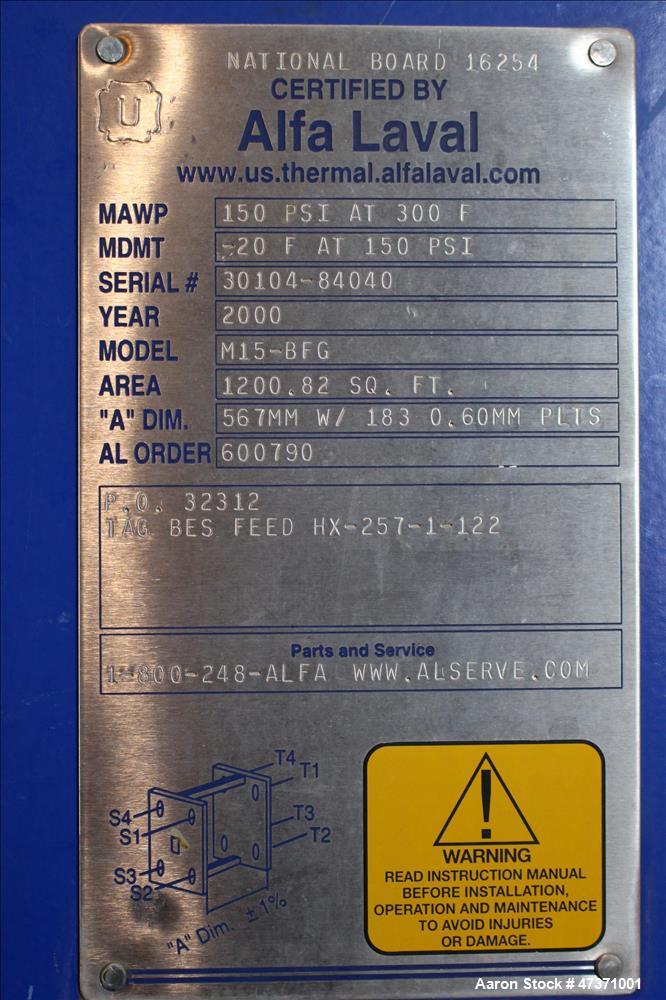 NATIONAL BOARD 16254
U
CERTIFIED BY
Alfa Laval
www.us.thermal.alfalaval.com
MAWP 150 PSI AT 300 F
MDMT -20 F AT 150 PSI
SERIAL # 30104-84040
YEAR 2000
MODEL M15-BFG
AREA 1200.82 SQ. FT.
"A" DIM. 567MM W/ 183 0.60MM PLTS
AL ORDER 600790
P.O. 32312
TAG BES FEED HX-257-1-122
Parts and Service
1-800-248-ALFA WWW.ALSERVE.COM
T4
T1
S4
S1
T3
T2
S3
S2
"A" Dim. ±1%
WARNING
READ INSTRUCTION MANUAL
BEFORE INSTALLATION,
OPERATION AND MAINTENANCE
TO AVOID INJURIES
OR DAMAGE.
Aaron Stock # 47371001